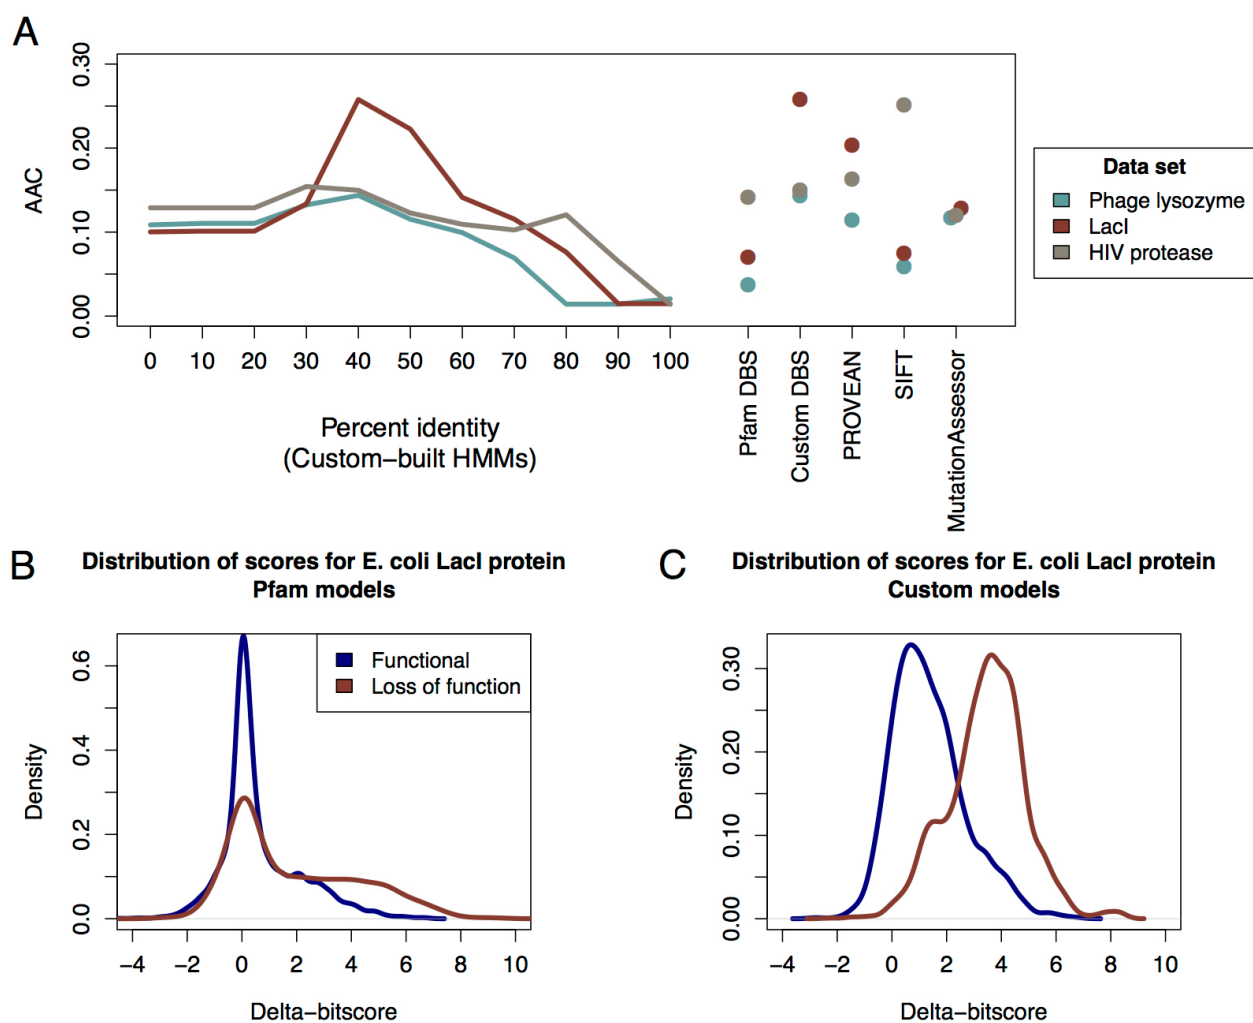 A
0.30
0.20
0.10
0.00
AAC
0 10 20 30 40 50 60 70 80 90 100
Percent identity
(Custom−built HMMs)
Pfam DBS
Custom DBS
PROVEAN
SIFT
MutationAssessor
Data set
Phage lysozyme
LacI
HIV protease
B
Distribution of scores for E. coli LacI protein
Pfam models
0.6
0.4
0.2
0.0
Density
Functional
Loss of function
−4 −2 0 2 4 6 8 10
Delta−bitscore
C
Distribution of scores for E. coli LacI protein
Custom models
0.30
0.20
0.10
0.00
Density
−4 −2 0 2 4 6 8 10
Delta−bitscore